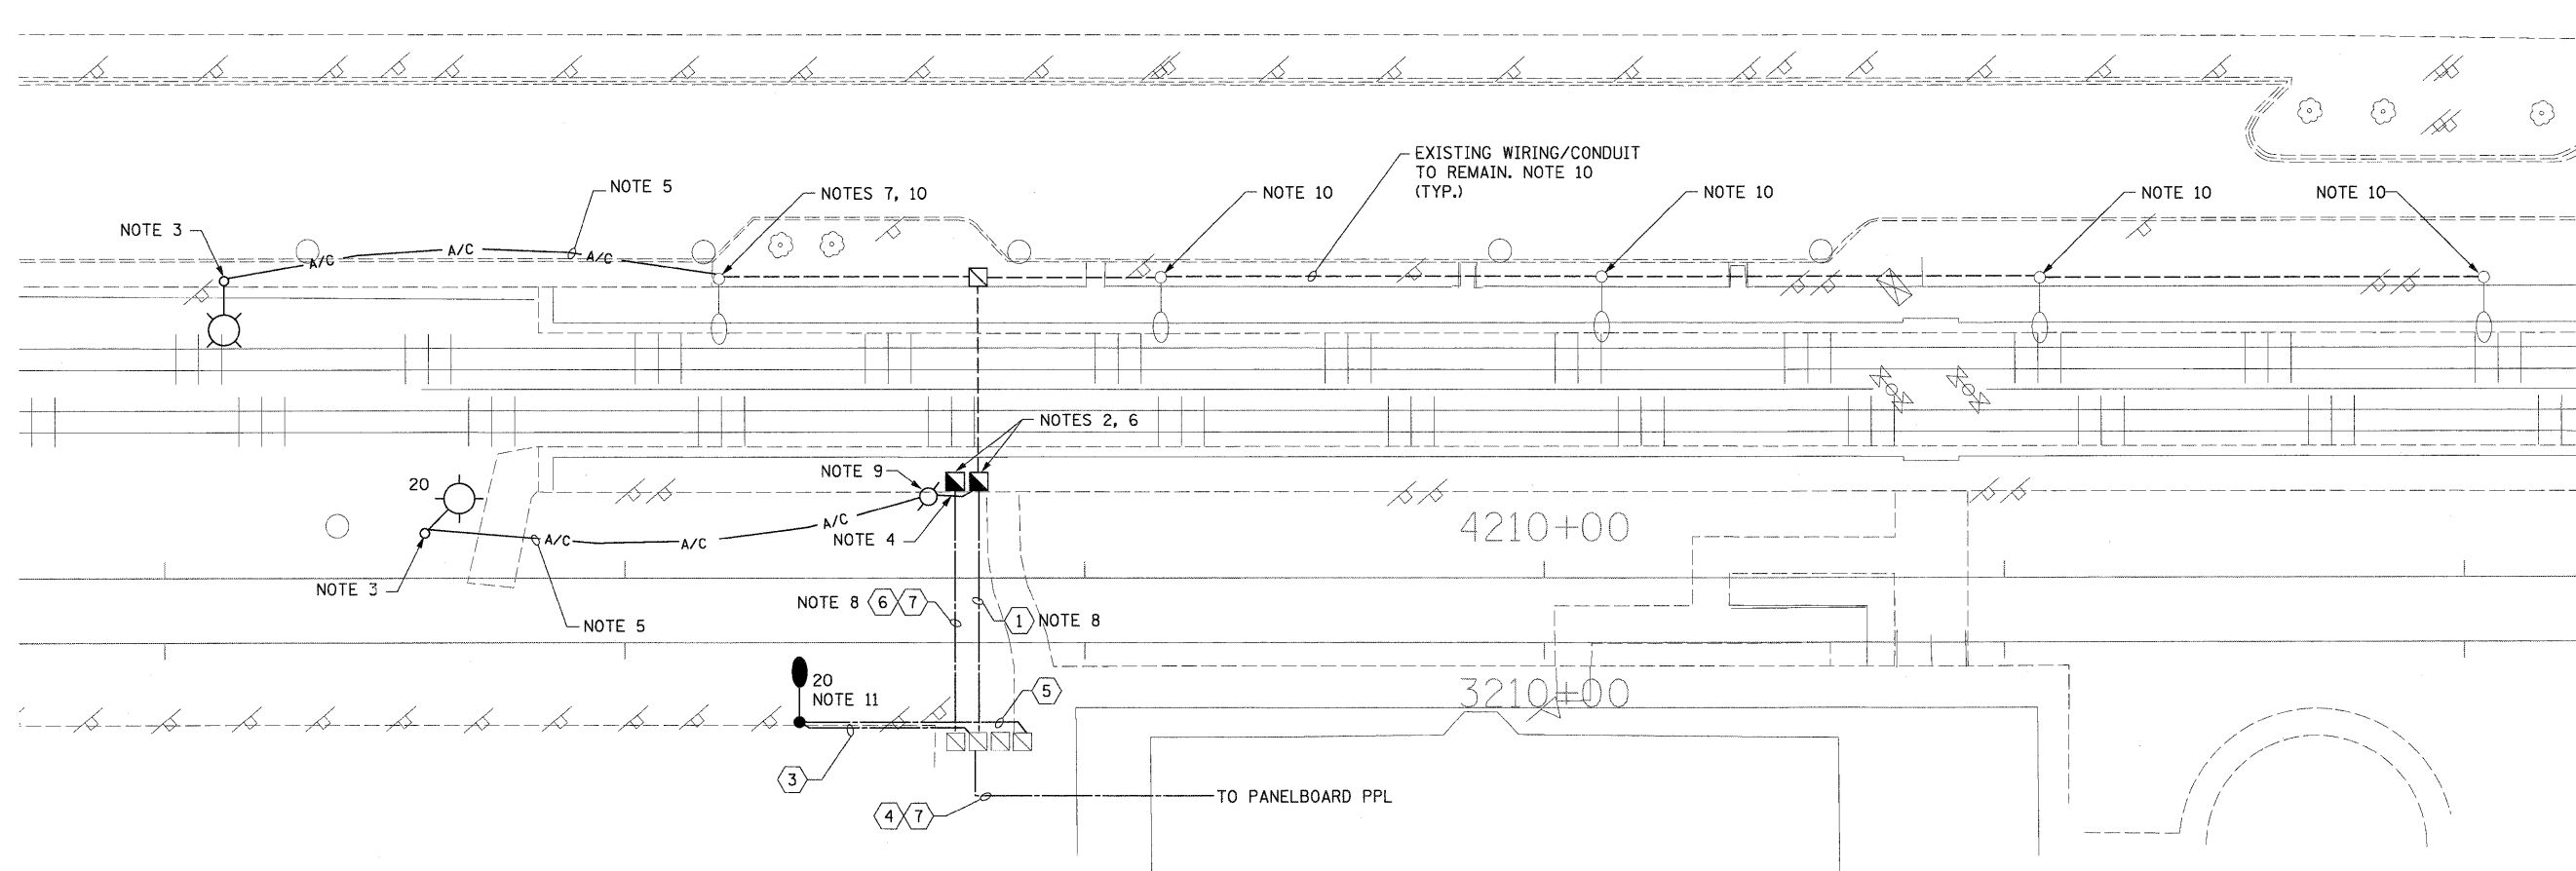 EXISTING WIRING/CONDUIT
TO REMAIN. NOTE 10
(TYP.)
NOTE 5
NOTES 7, 10
NOTE 10
NOTE 10
NOTE 10
NOTE 10
NOTE 3
A/C
A/C
A/C
NOTES 2, 6
NOTE 9
20
4210+00
A/C
NOTE 4
A/C
A/C
NOTE 3
NOTE 8 6 7
1 NOTE 8
NOTE 5
20
NOTE 11
5
3210+00
3
TO PANELBOARD PPL
4 7